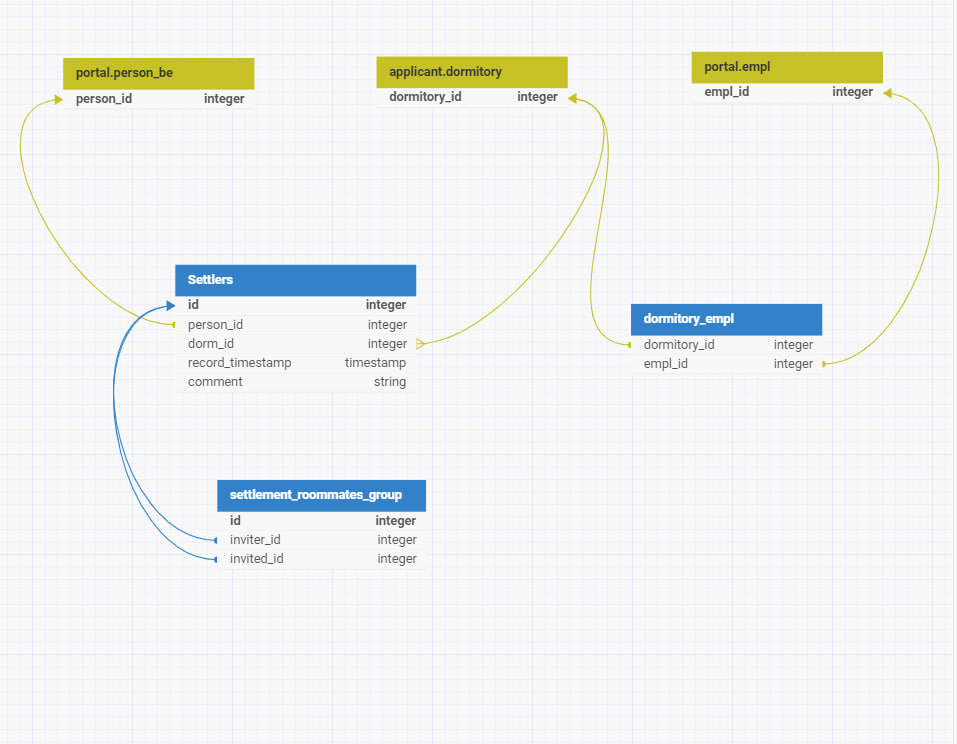 portal.person_be
person_id integer
applicant.dormitory
dormitory_id integer
portal.empl
empl_id integer
Settlers
id integer
person_id integer
dorm_id integer
record_timestamp timestamp
comment string
dormitory_empl
dormitory_id integer
empl_id integer
settlement_roommates_group
id integer
inviter_id integer
invited_id integer